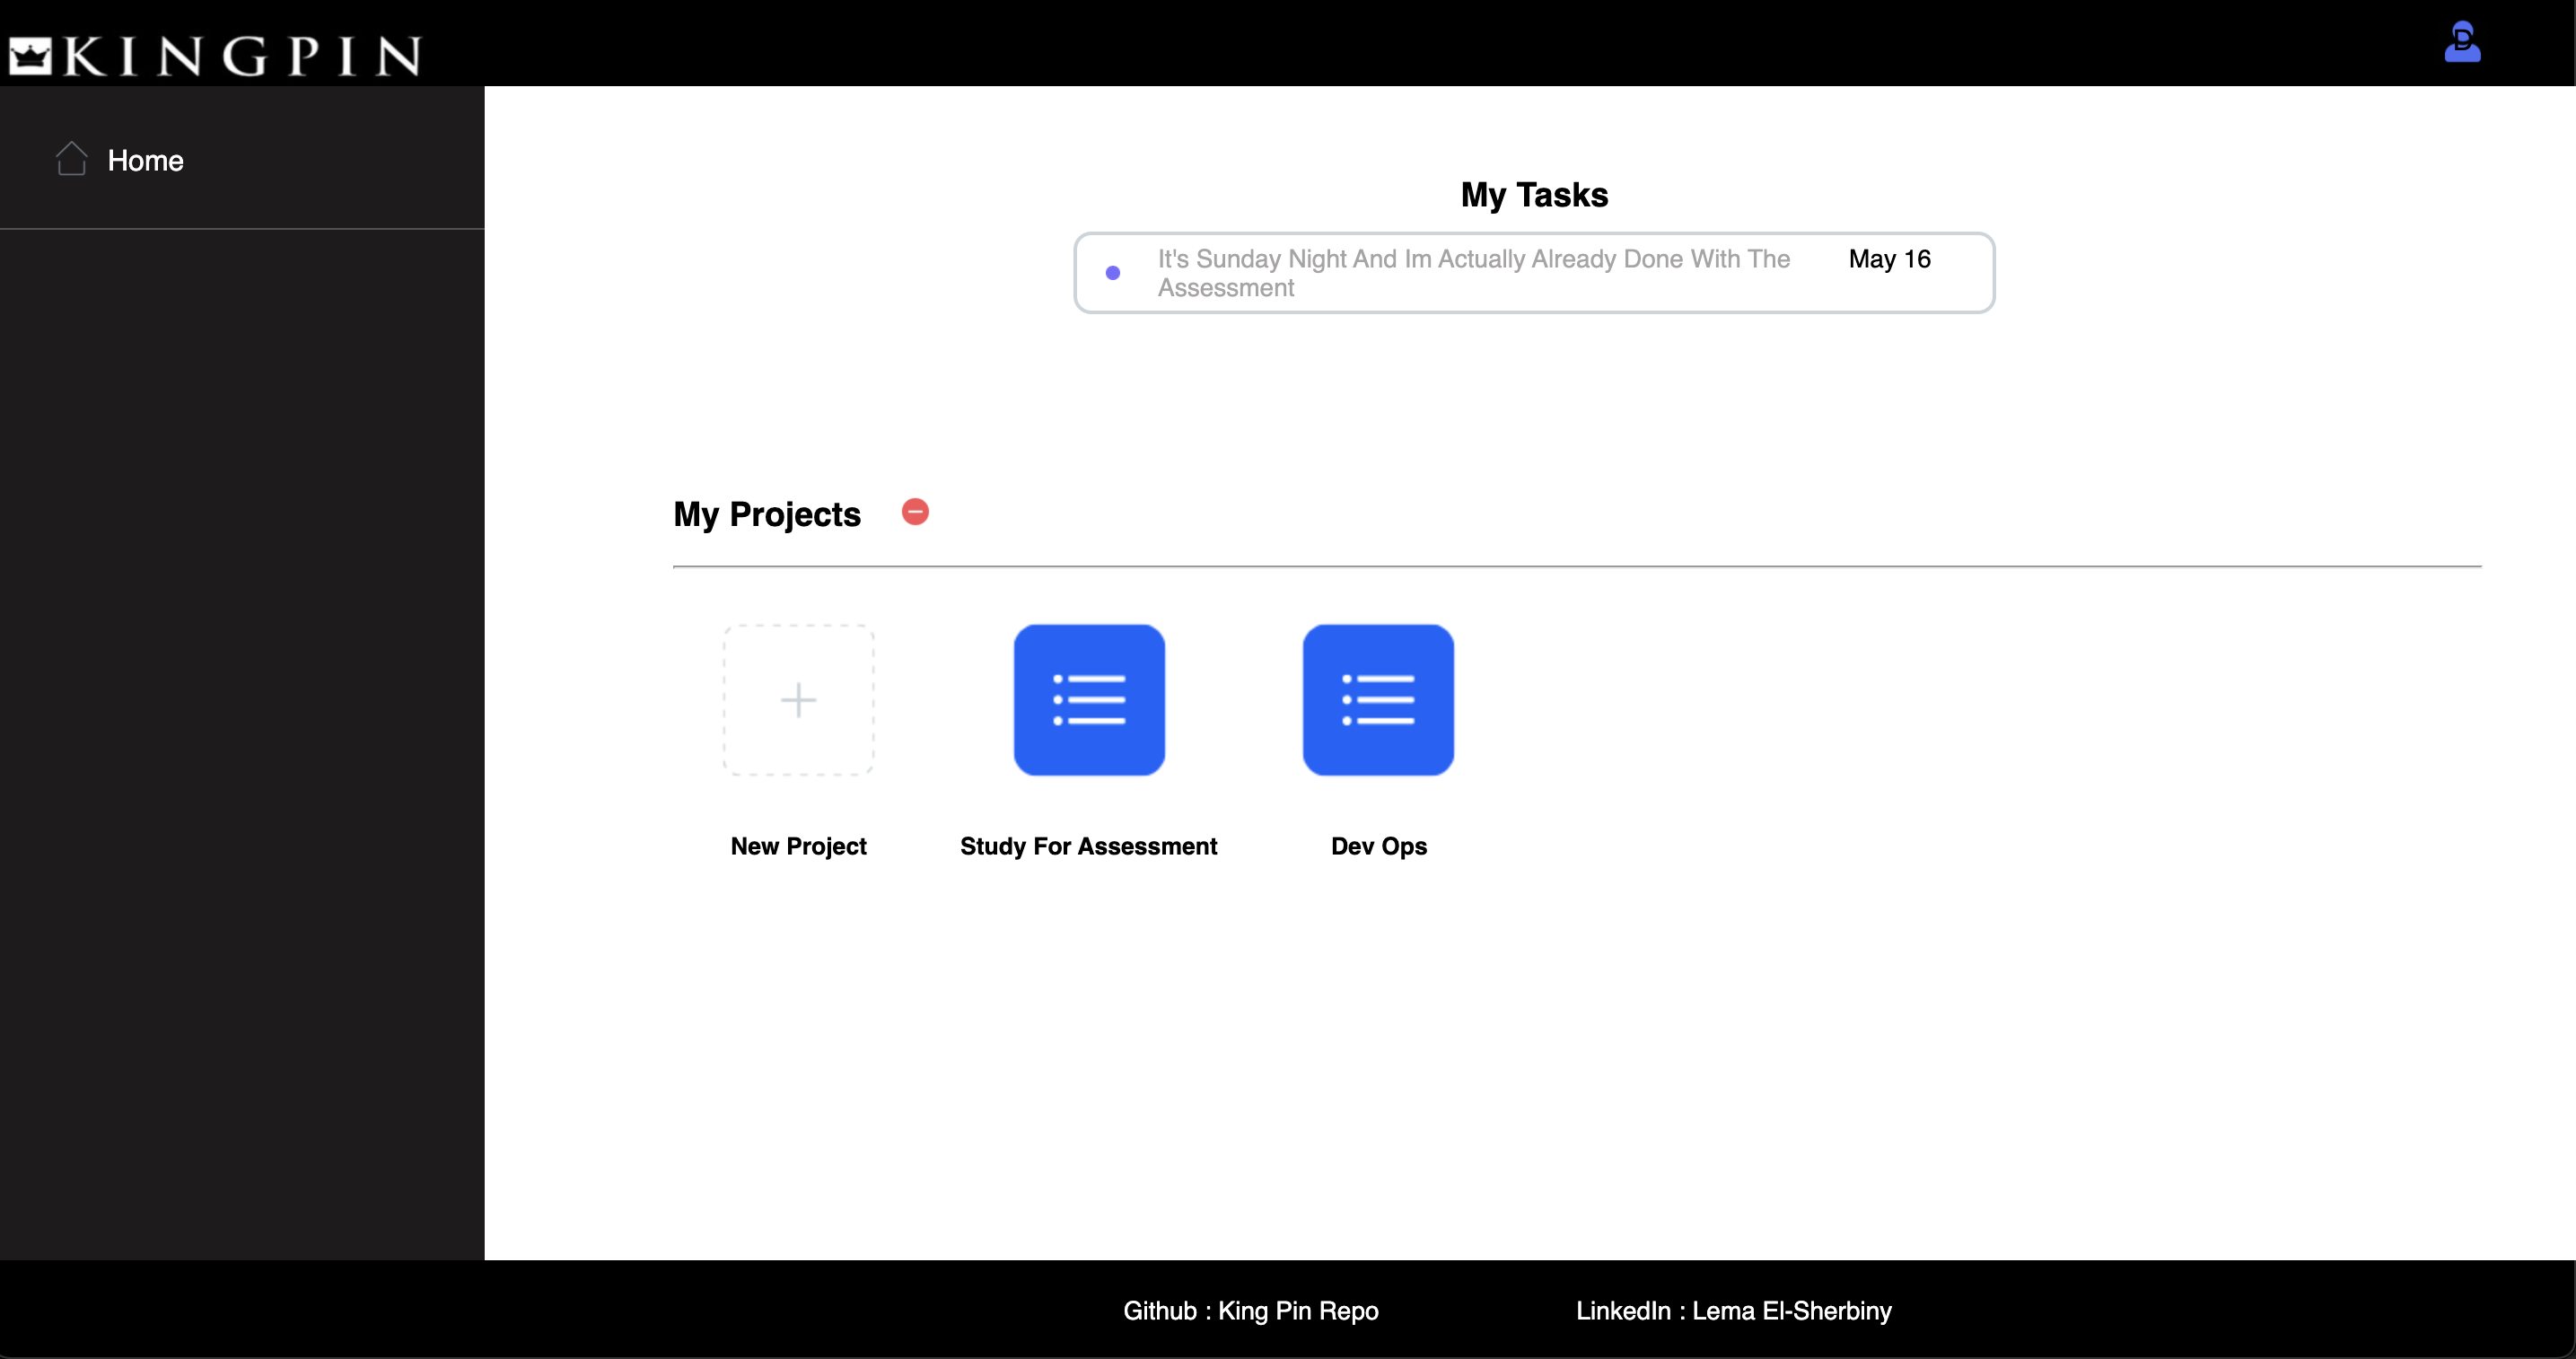 KINGPIN
D
Home
My Tasks
It's Sunday Night And Im Actually Already Done With The
Assessment
May 16
My Projects
New Project
Study For Assessment
Dev Ops
Github : King Pin Repo
LinkedIn : Lema El-Sherbiny